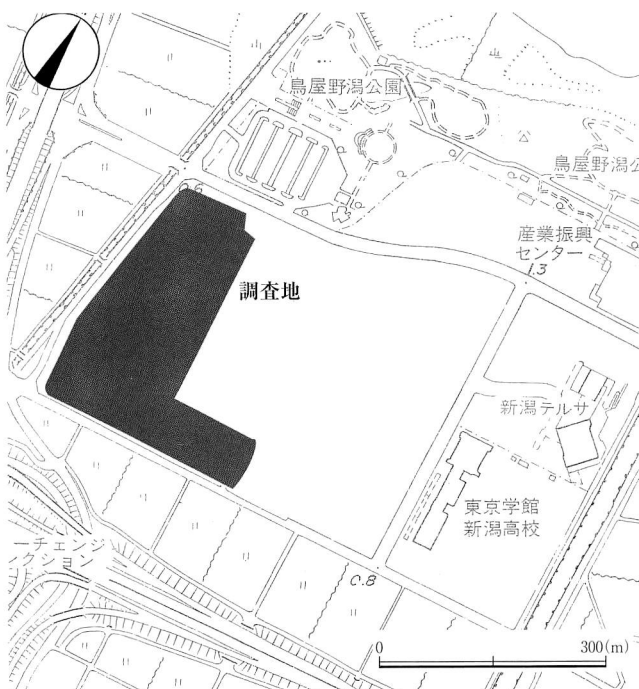 鳥屋野潟公園
鳥屋野潟公
産業振興
センター
1.3
0.6
調査地
新潟テルサ
東京学館
新潟高校
ーチェンジ
クション
0.8
0
300(m)